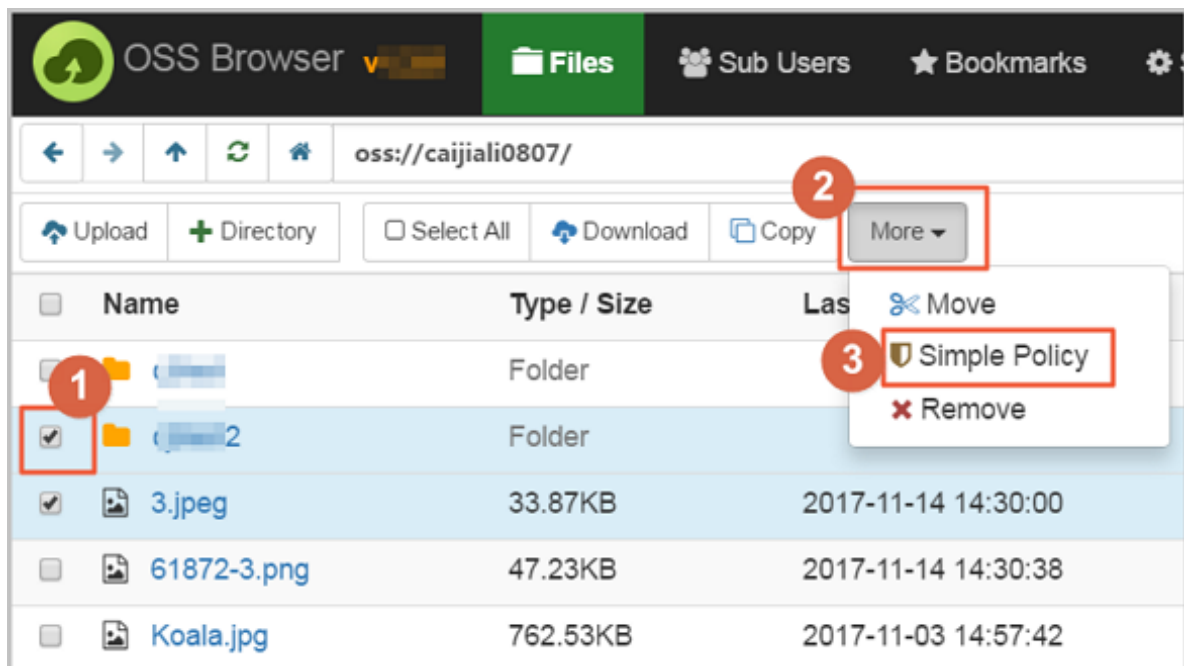 OSS Browser v Files Sub Users Bookmarks
oss://caijiali0807/
2
Upload Directory Select All Download Copy More
Name Type / Size Las Move
3 Simple Policy
1 Folder
Remove
2 Folder
3.jpeg 33.87KB 2017-11-14 14:30:00
61872-3.png 47.23KB 2017-11-14 14:30:38
Koala.jpg 762.53KB 2017-11-03 14:57:42